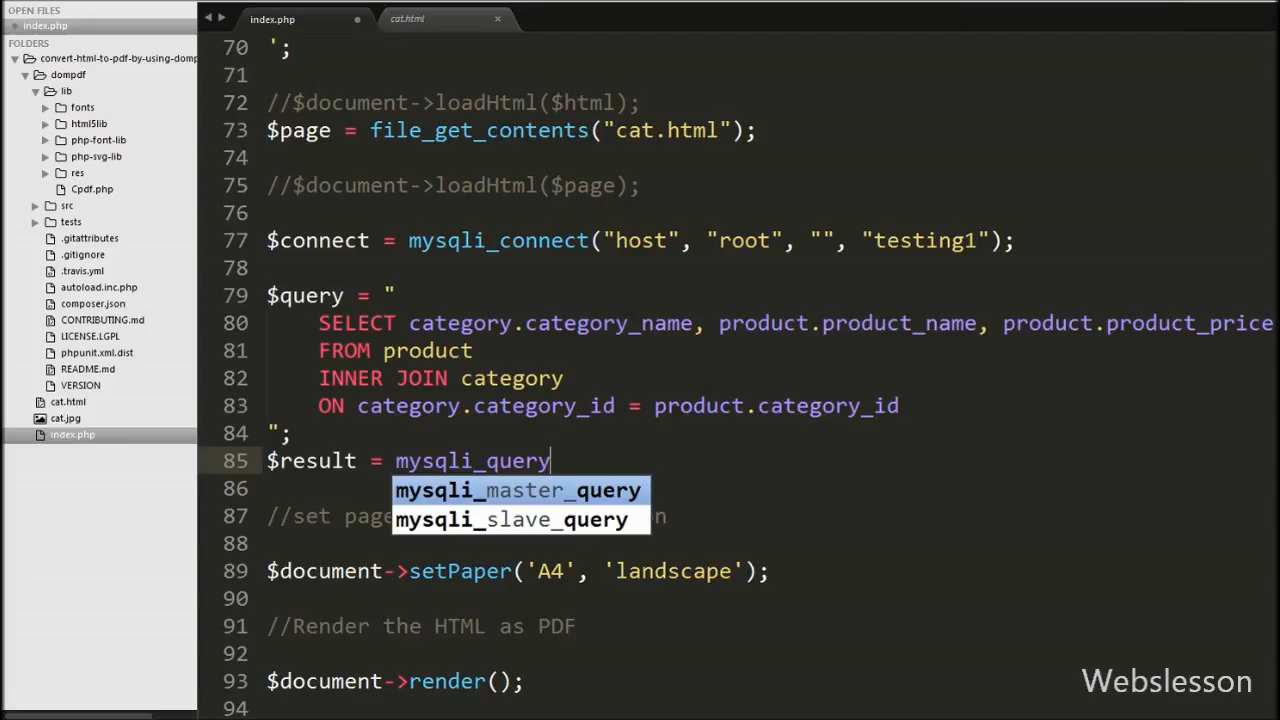 OPEN FILES
index.php
FOLDERS
convert-html-to-pdf-by-using-domp
dompdf
lib
fonts
html5lib
php-font-lib
php-svg-lib
res
Cpdf.php
src
tests
.gitattributes
.gitignore
.travis.yml
autoload.inc.php
composer.json
CONTRIBUTING.md
LICENSE.LGPL
phpunit.xml.dist
README.md
VERSION
cat.html
cat.jpg
index.php
index.php cat.html
70 ';
71
72 //$document->loadHtml($html);
73 $page = file_get_contents("cat.html");
74
75 //$document->loadHtml($page);
76
77 $connect = mysqli_connect("host", "root", "", "testing1");
78
79 $query = "
80 SELECT category.category_name, product.product_name, product.product_price
81 FROM product
82 INNER JOIN category
83 ON category.category_id = product.category_id
84 ";
85 $result = mysqli_query
86 mysqli_master_query
mysqli_slave_query
87 //set page on
88
89 $document->setPaper('A4', 'landscape');
90
91 //Render the HTML as PDF
92
93 $document->render();
94
Webslesson